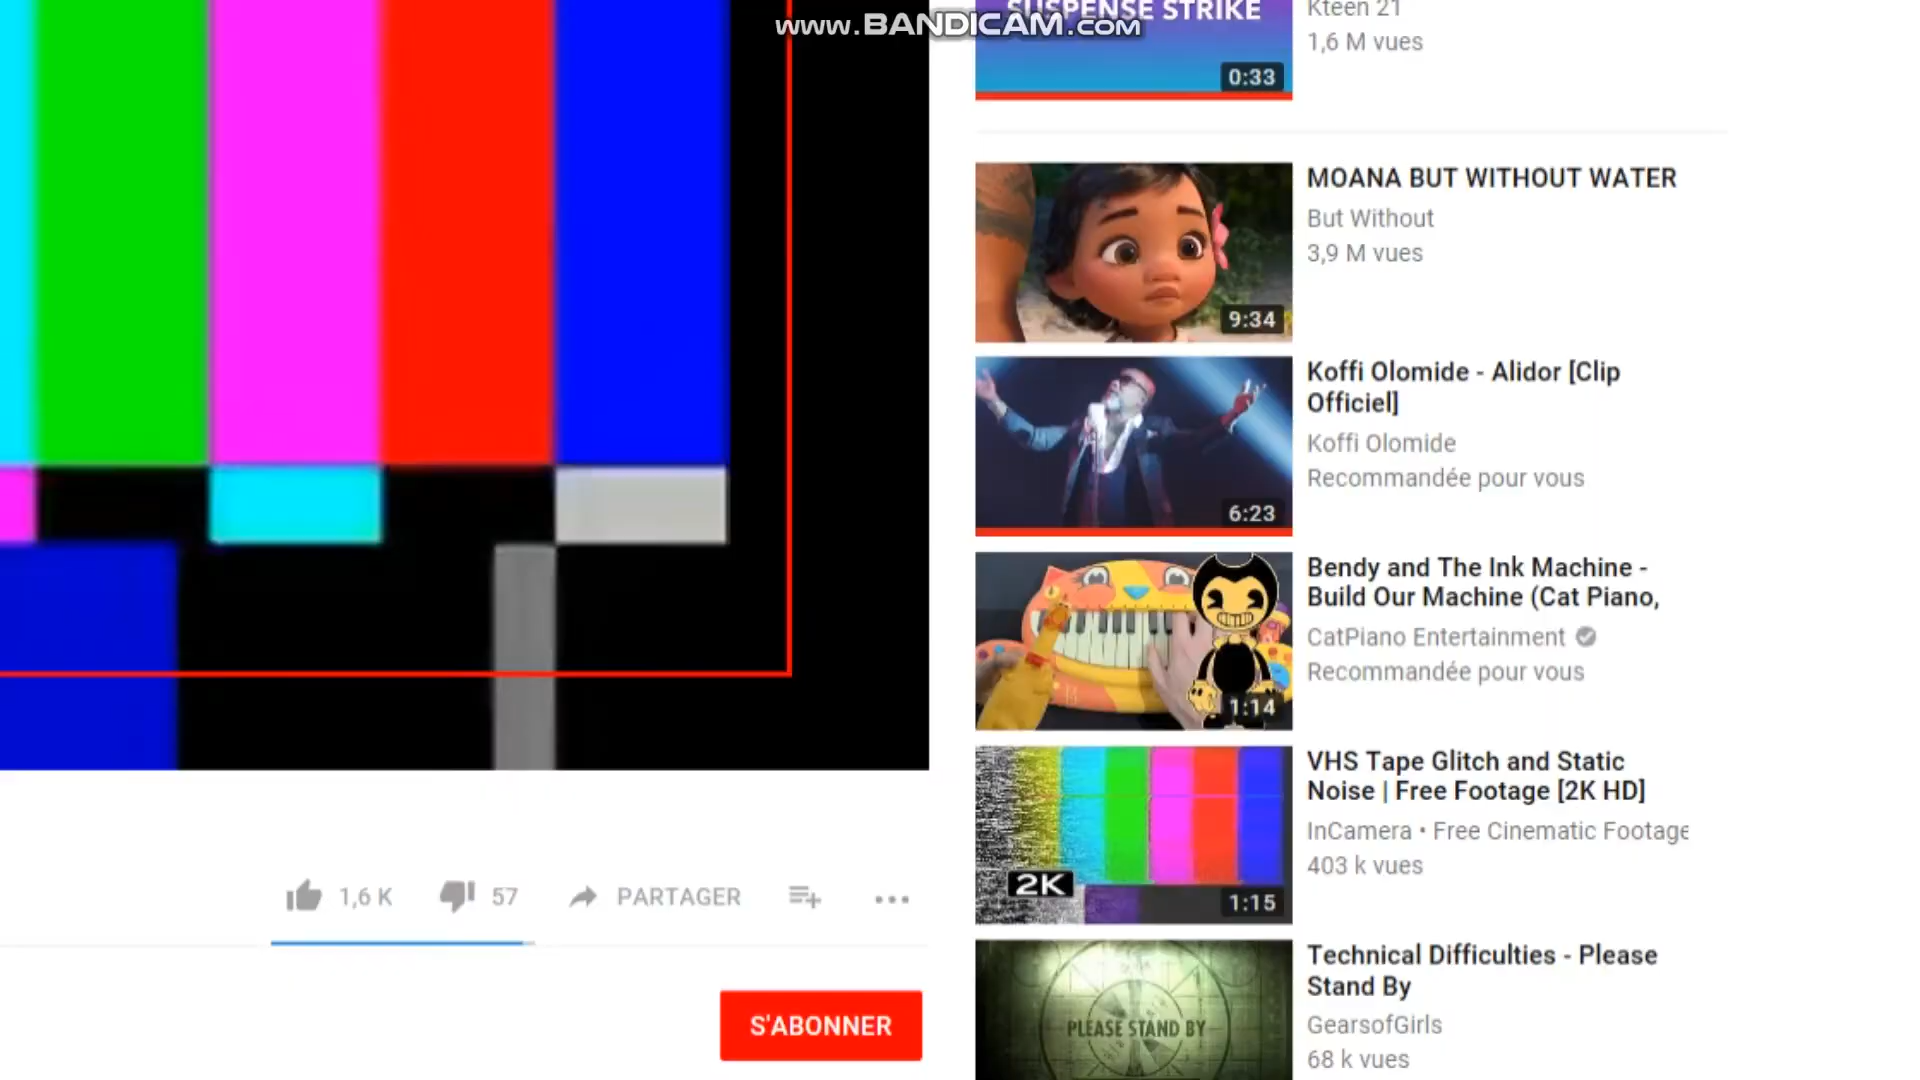 www.BANDICAM.com
SUSPENSE STRIKE
0:33
Kteen 21
1,6 M vues
9:34
MOANA BUT WITHOUT WATER
But Without
3,9 M vues
6:23
Koffi Olomide - Alidor [Clip
Officiel]
Koffi Olomide
Recommandée pour vous
1:14
Bendy and The Ink Machine -
Build Our Machine (Cat Piano,
CatPiano Entertainment
Recommandée pour vous
2K
1:15
VHS Tape Glitch and Static
Noise | Free Footage [2K HD]
InCamera • Free Cinematic Footage
403 k vues
PLEASE STAND BY
Technical Difficulties - Please
Stand By
GearsofGirls
68 k vues
1,6 K
57
PARTAGER
S'ABONNER